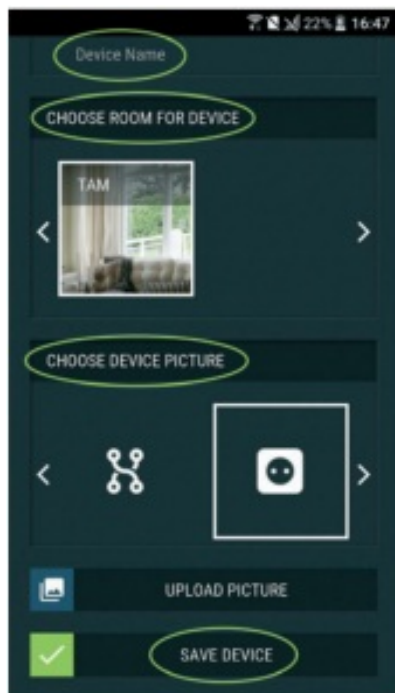 22% 16:47
Device Name
CHOOSE ROOM FOR DEVICE
TAM
CHOOSE DEVICE PICTURE
UPLOAD PICTURE
SAVE DEVICE